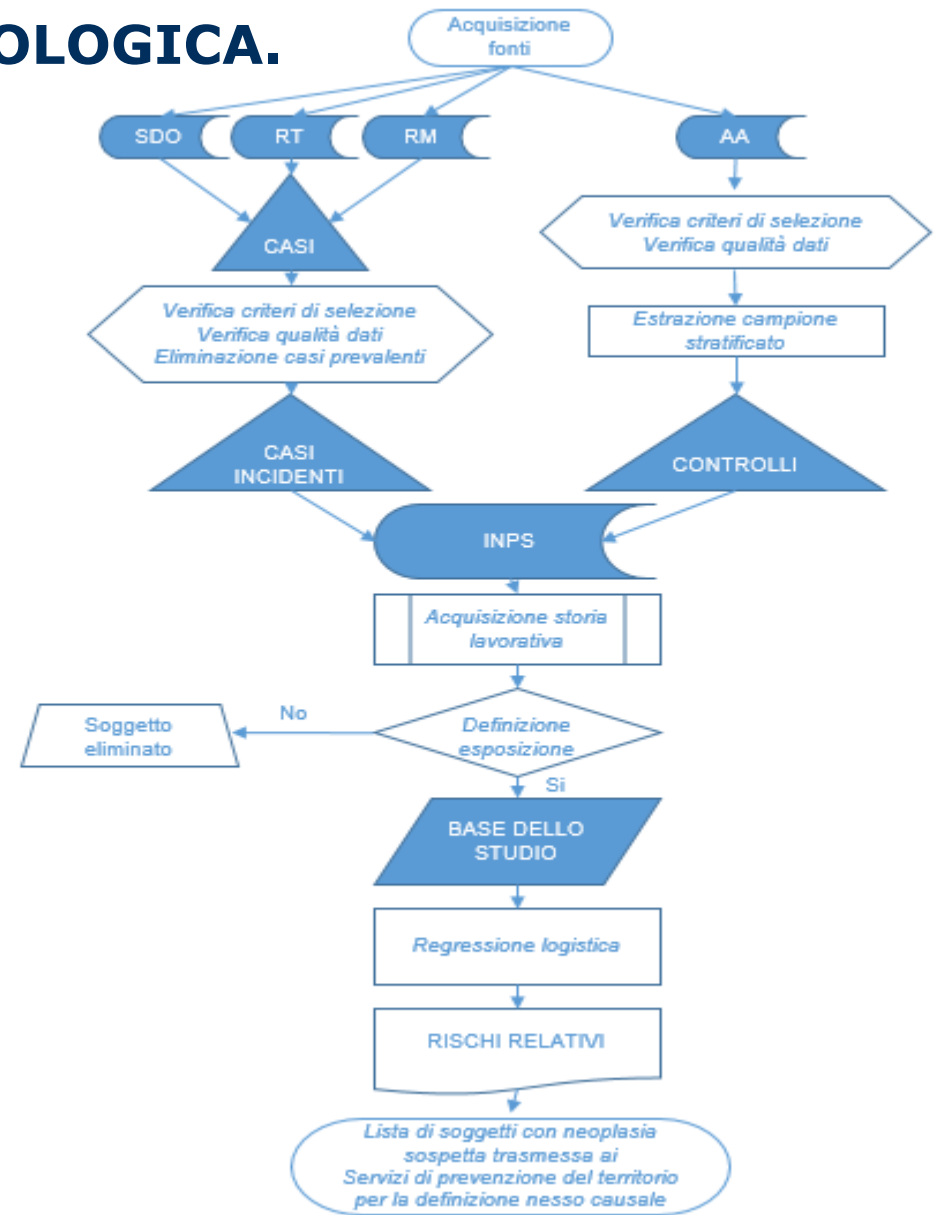 OLOGICA.
Acquisizione
fonti
SDO
RT
RM
AA
CASI
Verifica criteri di selezione
Verifica qualità dati
Verifica criteri di selezione
Verifica qualità dati
Eliminazione casi prevalenti
Estrazione campione
stratificato
CASI
INCIDENTI
CONTROLLI
INPS
Acquisizione storia
lavorativa
Definizione
esposizione
No
Soggetto
eliminato
Si
BASE DELLO
STUDIO
Regressione logistica
RISCHI RELATIVI
Lista di soggetti con neoplasia
sospetta trasmessa ai
Servizi di prevenzione del territorio
per la definizione nesso causale